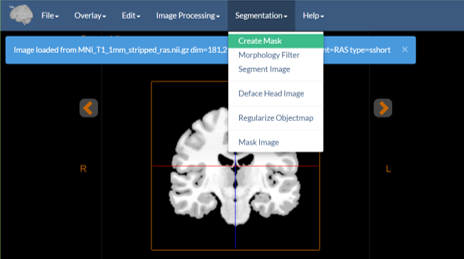 File Overlay Edit Image Processing Segmentation Help
Create Mask
Image loaded from MNI_T1_1mm_stripped_ras.nii.gz dim=181,2
nt=RAS type=sshort ×
Morphology Filter
Segment Image
Deface Head Image
Regularize Objectmap
Mask Image
R
L